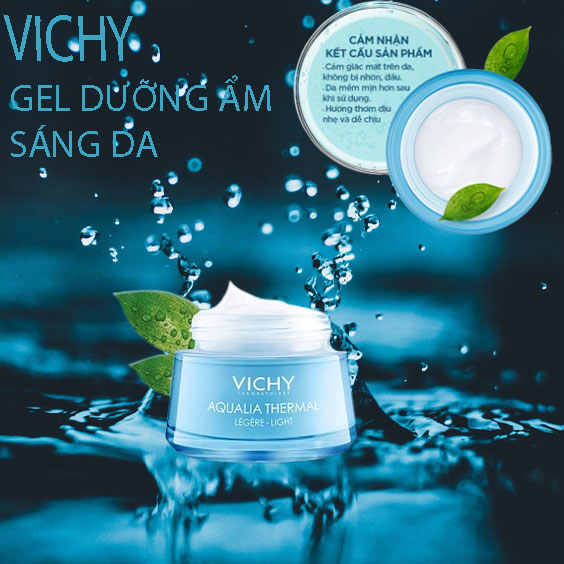 VICHY
GEL DƯỠNG ẨM
SÁNG DA
CẢM NHẬN
KẾT CẤU SẢN PHẨM
- Cảm giác mát trên da,
không bị nhờn, dầu.
- Da mềm mịn hơn sau
khi sử dụng.
- Hương thơm dịu
nhẹ và dễ chịu
VICHY
LABORATOIRES
AQUALIA THERMAL
LÉGÈRE - LIGHT